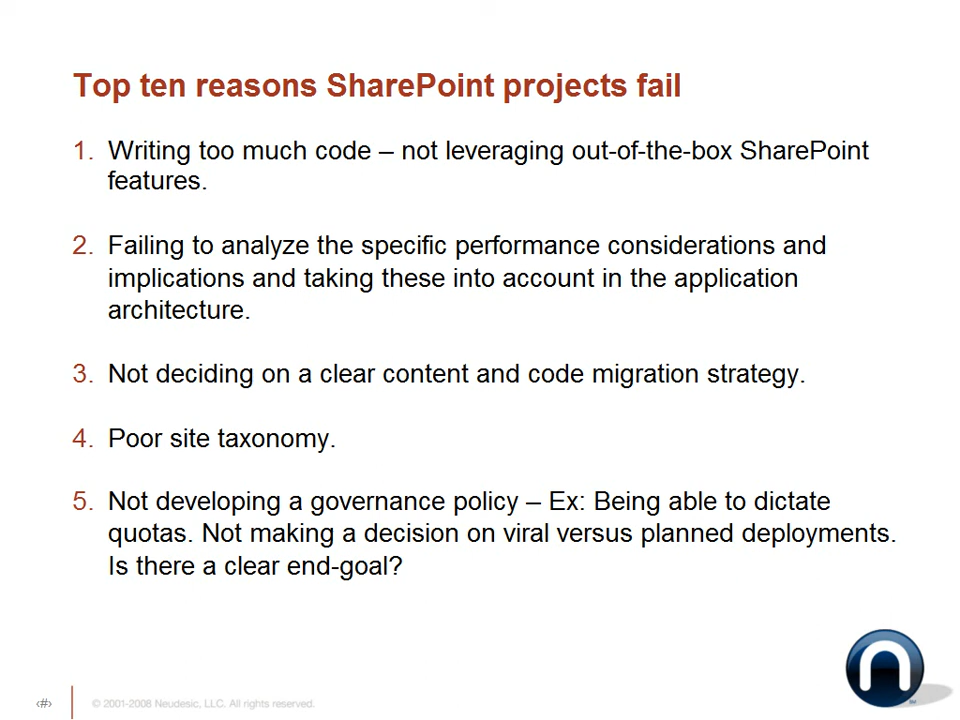 Top ten reasons SharePoint projects fail
1. Writing too much code – not leveraging out-of-the-box SharePoint
features.
2. Failing to analyze the specific performance considerations and
implications and taking these into account in the application
architecture.
3. Not deciding on a clear content and code migration strategy.
4. Poor site taxonomy.
5. Not developing a governance policy – Ex: Being able to dictate
quotas. Not making a decision on viral versus planned deployments.
Is there a clear end-goal?
‹#› © 2001-2008 Neudesic, LLC. All rights reserved.
n SM